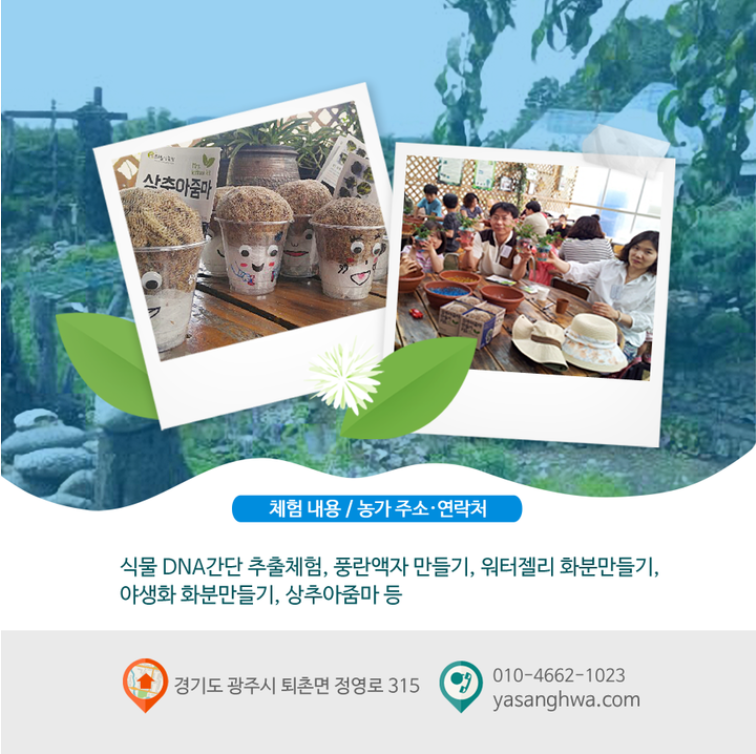 상추아줌마
체험 내용 / 농가 주소·연락처
식물 DNA간단 추출체험, 풍란액자 만들기, 워터젤리 화분만들기,
야생화 화분만들기, 상추아줌마 등
경기도 광주시 퇴촌면 정영로 315
010-4662-1023
yasanghwa.com